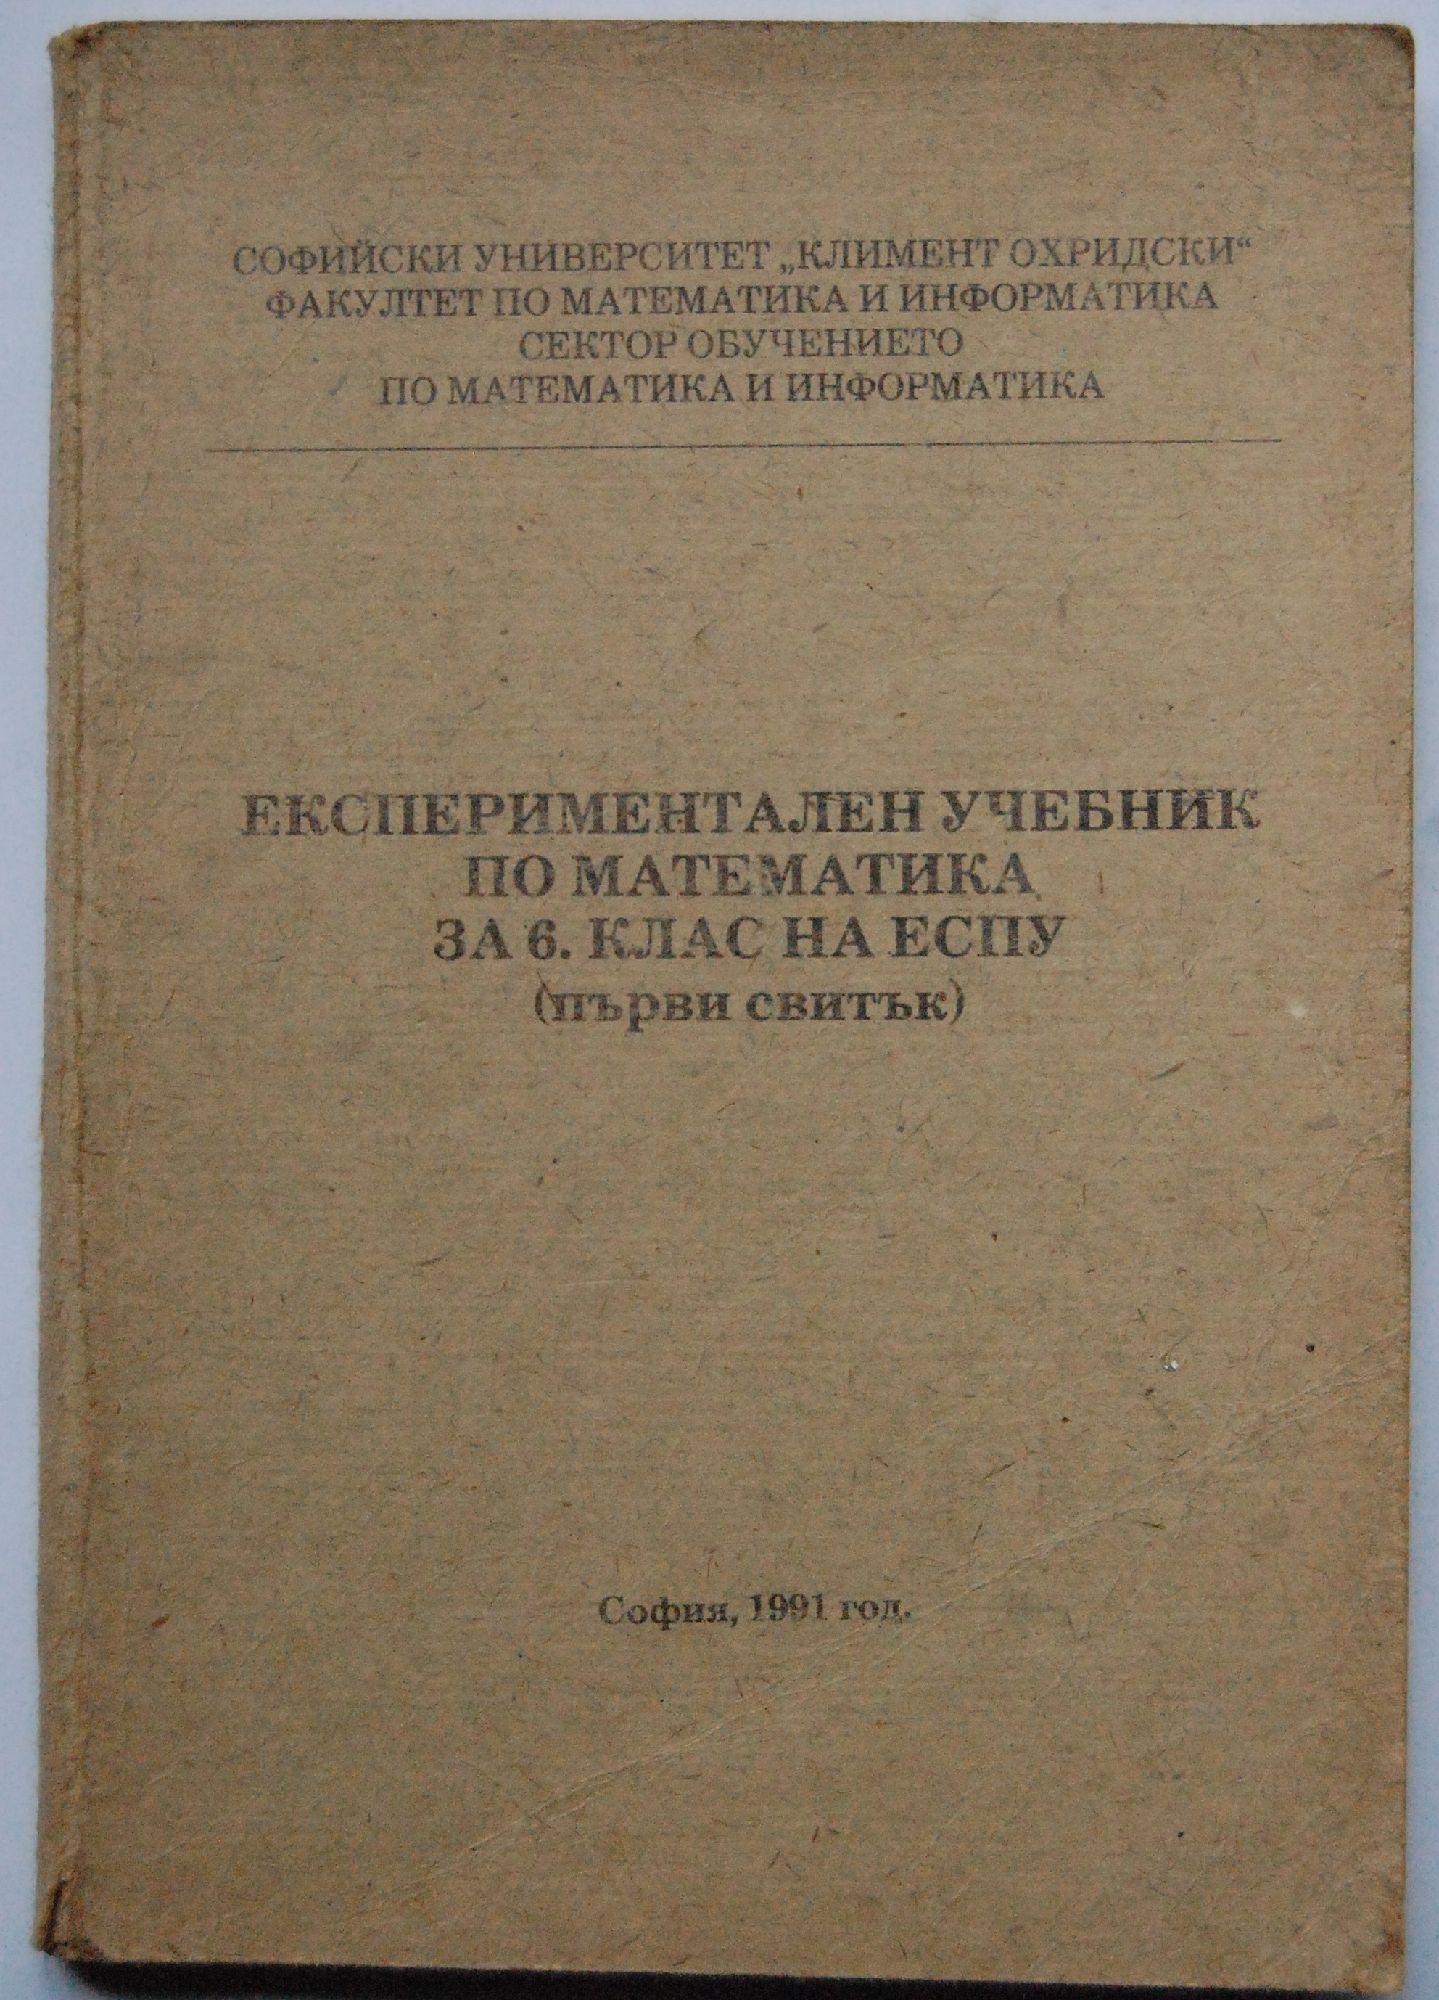 СОФИЙСКИ УНИВЕРСИТЕТ „КЛИМЕНТ ОХРИДСКИ“
ФАКУЛТЕТ ПО МАТЕМАТИКА И ИНФОРМАТИКА
СЕКТОР ОБУЧЕНИЕТО
ПО МАТЕМАТИКА И ИНФОРМАТИКА
ЕКСПЕРИМЕНТАЛЕН УЧЕБНИК
ПО МАТЕМАТИКА
ЗА 6. КЛАС НА ЕСПУ
(първи свитък)
София, 1991 год.